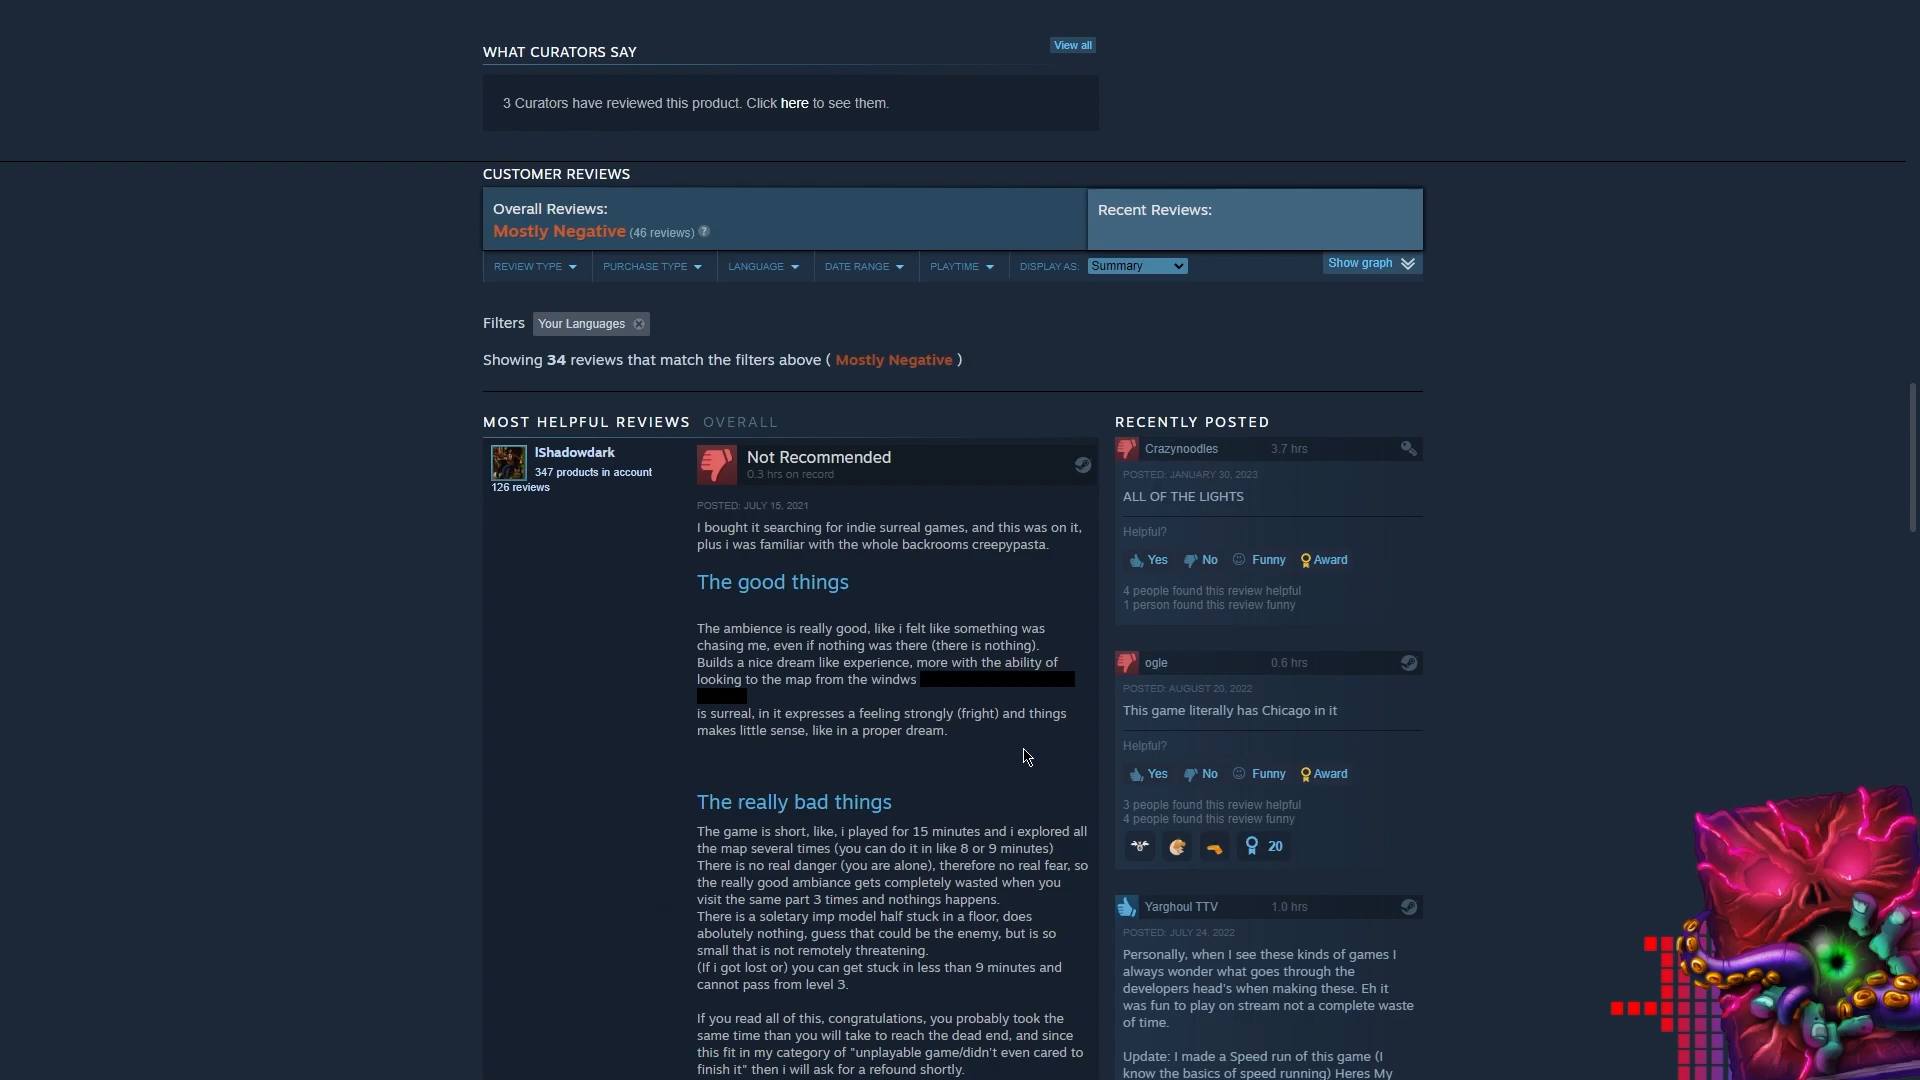 WHAT CURATORS SAY
View all
3 Curators have reviewed this product. Click here to see them.
CUSTOMER REVIEWS
Overall Reviews:
Mostly Negative (46 reviews) ?
Recent Reviews:
REVIEW TYPE
PURCHASE TYPE
LANGUAGE
DATE RANGE
PLAYTIME
DISPLAY AS:
Summary
Show graph
Filters
Your Languages
Showing 34 reviews that match the filters above ( Mostly Negative )
MOST HELPFUL REVIEWS OVERALL
lShadowdark
347 products in account
126 reviews
Not Recommended
0.3 hrs on record
POSTED: JULY 15, 2021
I bought it searching for indie surreal games, and this was on it,
plus i was familiar with the whole backrooms creepypasta.
The good things
The ambience is really good, like i felt like something was
chasing me, even if nothing was there (there is nothing).
Builds a nice dream like experience, more with the ability of
looking to the map from the windws
is surreal, in it expresses a feeling strongly (fright) and things
makes little sense, like in a proper dream.
The really bad things
The game is short, like, i played for 15 minutes and i explored all
the map several times (you can do it in like 8 or 9 minutes)
There is no real danger (you are alone), therefore no real fear, so
the really good ambiance gets completely wasted when you
visit the same part 3 times and nothings happens.
There is a soletary imp model half stuck in a floor, does
abolutely nothing, guess that could be the enemy, but is so
small that is not remotely threatening.
(If i got lost or) you can get stuck in less than 9 minutes and
cannot pass from level 3.
If you read all of this, congratulations, you probably took the
same time than you will take to reach the dead end, and since
this fit in my category of "unplayable game/didn't even cared to
finish it" then i will ask for a refound shortly.
RECENTLY POSTED
Crazynoodles 3.7 hrs
POSTED: JANUARY 30, 2023
ALL OF THE LIGHTS
Helpful?
Yes No Funny Award
4 people found this review helpful
1 person found this review funny
ogle 0.6 hrs
POSTED: AUGUST 20, 2022
This game literally has Chicago in it
Helpful?
Yes No Funny Award
3 people found this review helpful
4 people found this review funny
20
Yarghoul TTV 1.0 hrs
POSTED: JULY 24, 2022
Personally, when I see these kinds of games I
always wonder what goes through the
developers head's when making these. Eh it
was fun to play on stream not a complete waste
of time.
Update: I made a Speed run of this game (I
know the basics of speed running) Heres My